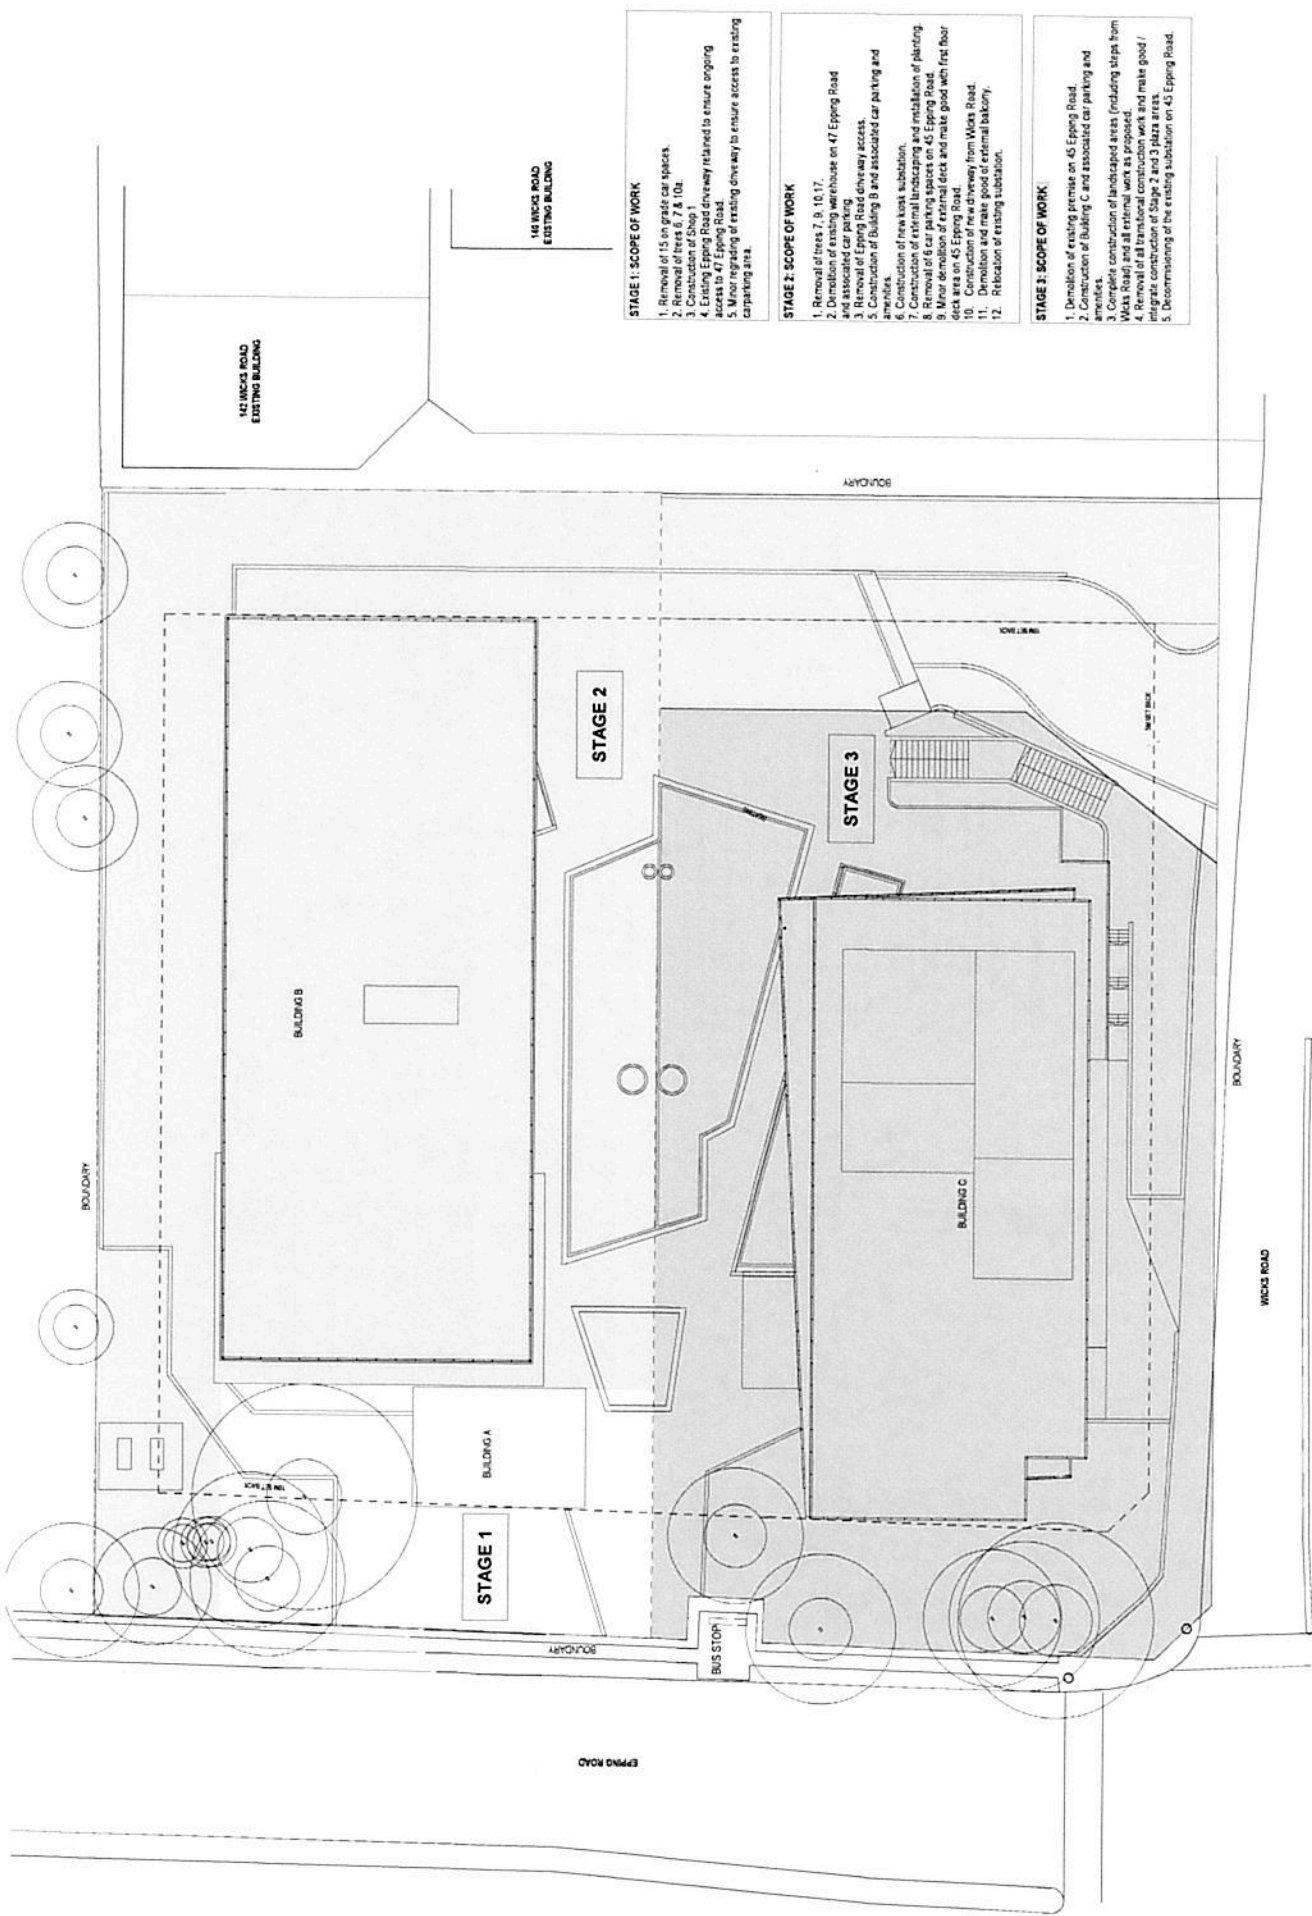 142 WICKS ROAD
EXISTING BUILDING
146 WICKS ROAD
EXISTING BUILDING
STAGE 1: SCOPE OF WORK
1. Removal of 15 on grade car spaces.
2. Removal of trees 6, 7 & 10a.
3. Construction of Shop 1
4. Existing Epping Road driveway retained to ensure ongoing
access to 47 Epping Road.
5. Minor regrading of existing driveway to ensure access to existing
carparking area.
STAGE 2: SCOPE OF WORK
1. Removal of trees 7, 9, 10,17.
2. Demolition of existing warehouse on 47 Epping Road
and associated car parking
3. Removal of Epping Road driveway access.
5. Construction of Building B and associated car parking and
amenities.
6. Construction of new kiosk substation.
7. Construction of external landscaping and installation of planting.
8. Removal of 6 car parking spaces on 45 Epping Road.
9. Minor demolition of external deck and make good with first floor
deck area on 45 Epping Road.
10. Construction of new driveway from Wicks Road.
11. Demolition and make good of external balcony.
12. Relocation of existing substation.
STAGE 3: SCOPE OF WORK
1. Demolition of existing premise on 45 Epping Road.
2. Construction of Building C and associated car parking and
amenities.
3. Complete construction of landscaped areas (including steps from
Wicks Road) and all external work as proposed.
4. Removal of all transitional construction work and make good /
integrate construction of Stage 2 and 3 plaza areas.
5. Decommisioning of the existing substation on 45 Epping Road.
BOUNDARY
BOUNDARY
BOUNDARY
BOUNDARY
BUILDING B
STAGE 2
STAGE 3
SEATING
10M SET BACK
10M SET BACK
BUILDING A
BUILDING C
STAGE 1
BUS STOP
EPPING ROAD
WICKS ROAD